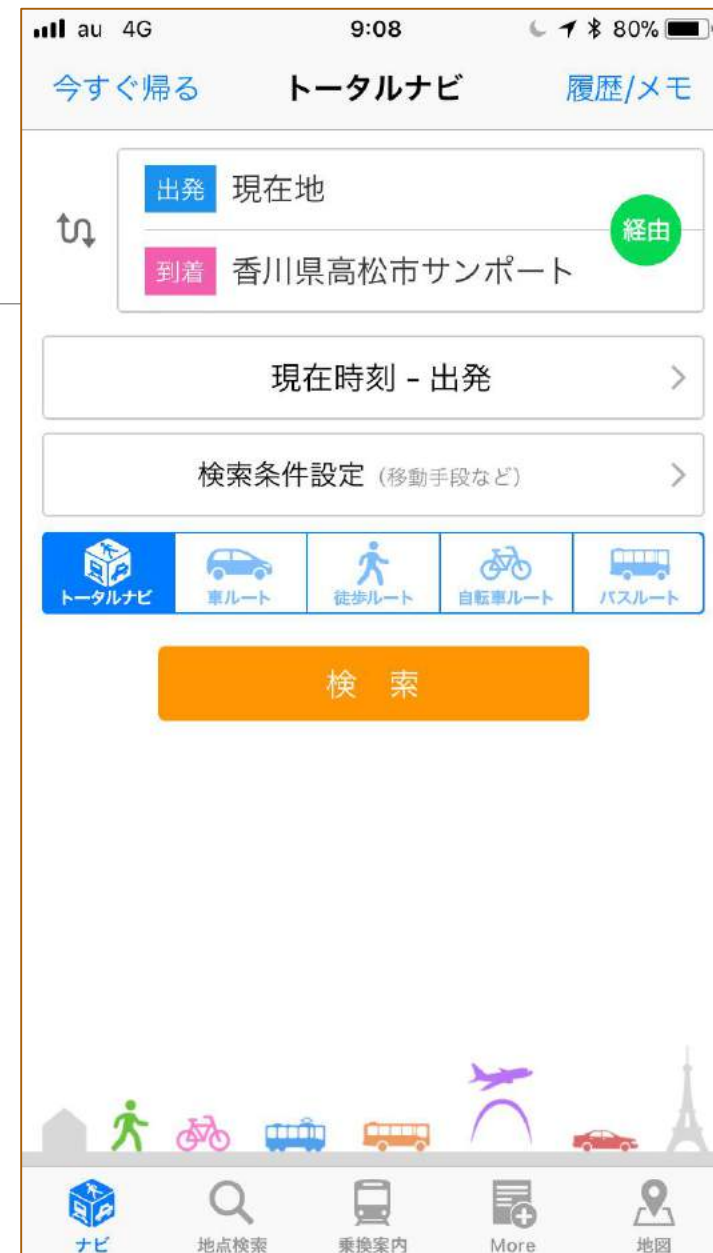 au 4G 9:08 80%
今すぐ帰る トータルナビ 履歴/メモ
出発 現在地
経由
到着 香川県高松市サンポート
現在時刻 - 出発
検索条件設定 (移動手段など)
トータルナビ 車ルート 徒歩ルート 自転車ルート バスルート
検 索
ナビ 地点検索 乗換案内 More 地図